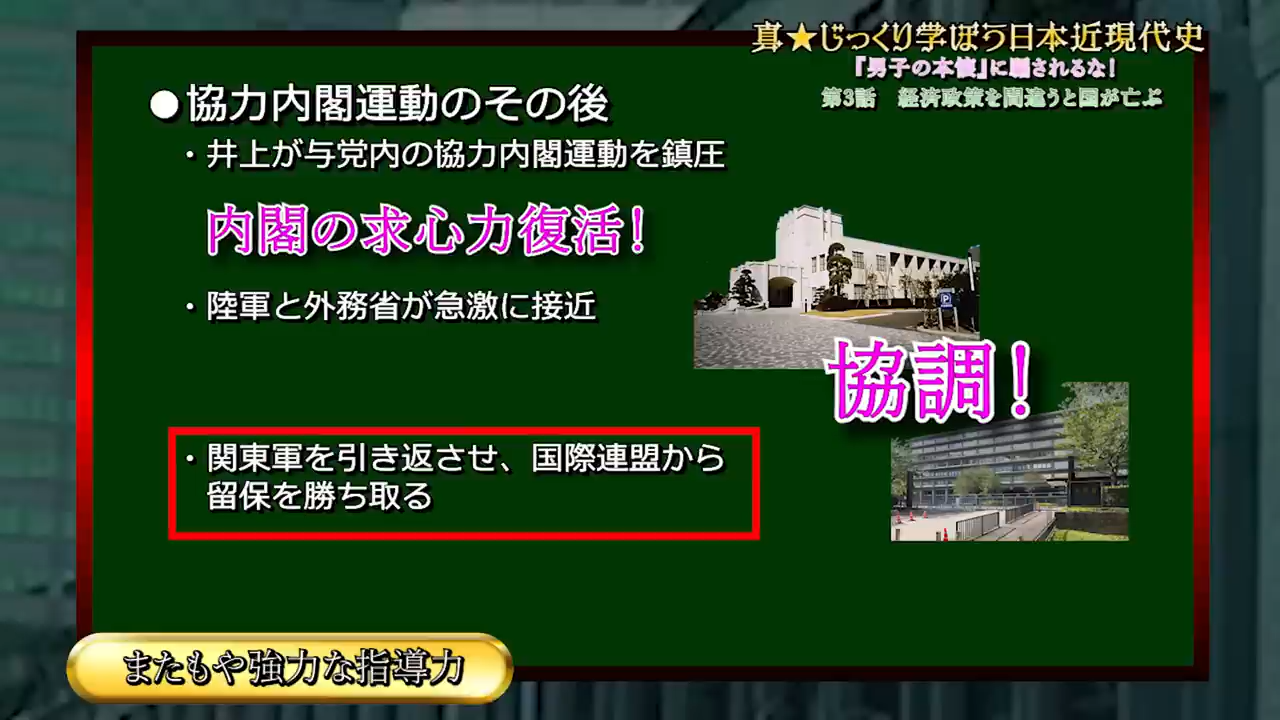 真★じっくり学ぼう日本近現代史
『男子の本懐』に騙されるな!
第3話 経済政策を間違うと国が亡ぶ
●協力内閣運動のその後
・井上が与党内の協力内閣運動を鎮圧
内閣の求心力復活!
・陸軍と外務省が急激に接近
P
協調!
・関東軍を引き返させ、国際連盟から
留保を勝ち取る
またもや強力な指導力